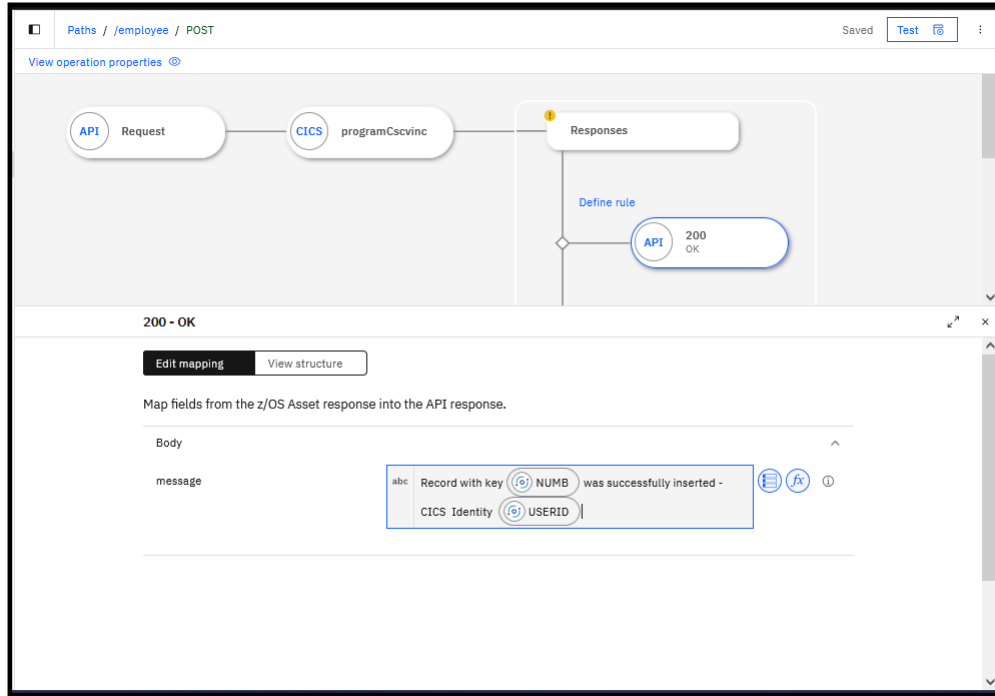 Paths / /employee / POST
Saved
Test
View operation properties
API Request
CICS programCscvinc
!
Responses
Define rule
API 200
OK
200 - OK
Edit mapping
View structure
Map fields from the z/OS Asset response into the API response.
Body
message
abc Record with key NUMB was successfully inserted -
CICS Identity USERID
fx